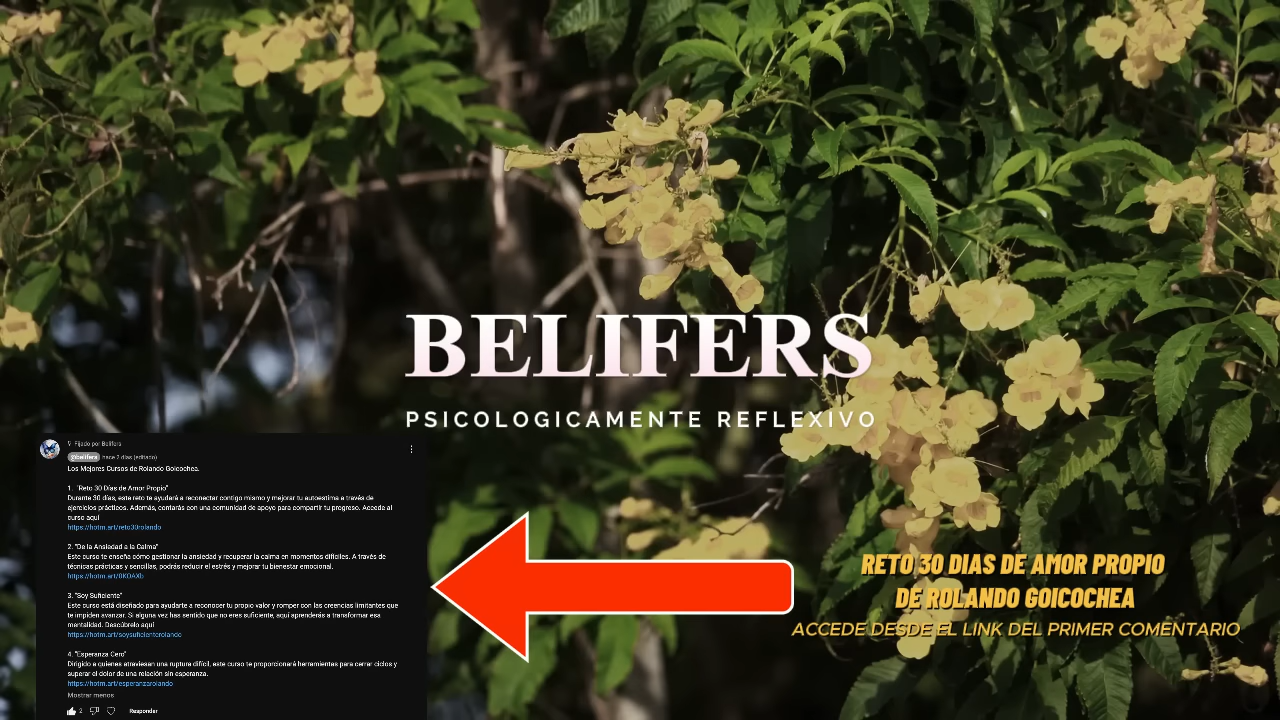 BELIFERS
PSICOLOGICAMENTE REFLEXIVO
Fijado por Belifers
@belifers hace 2 días (editado)
Los Mejores Cursos de Rolando Goicochea.
1. "Reto 30 Días de Amor Propio"
Durante 30 días, este reto te ayudará a reconectar contigo mismo y mejorar tu autoestima a través de
ejercicios prácticos. Además, contarás con una comunidad de apoyo para compartir tu progreso. Accede al
curso aquí
https://hotm.art/reto30rolando
2. "De la Ansiedad a la Calma"
Este curso te enseña cómo gestionar la ansiedad y recuperar la calma en momentos difíciles. A través de
técnicas prácticas y sencillas, podrás reducir el estrés y mejorar tu bienestar emocional.
https://hotm.art/0KOAXb
3. "Soy Suficiente"
Este curso está diseñado para ayudarte a reconocer tu propio valor y romper con las creencias limitantes que
te impiden avanzar. Si alguna vez has sentido que no eres suficiente, aquí aprenderás a transformar esa
mentalidad. Descúbrelo aquí
https://hotm.art/soysuficienterolando
4. "Esperanza Cero"
Dirigido a quienes atraviesan una ruptura difícil, este curso te proporcionará herramientas para cerrar ciclos y
superar el dolor de una relación sin esperanza.
https://hotm.art/esperanzarolando
Mostrar menos
2 Responder
RETO 30 DIAS DE AMOR PROPIO
DE ROLANDO GOICOCHEA
ACCEDE DESDE EL LINK DEL PRIMER COMENTARIO